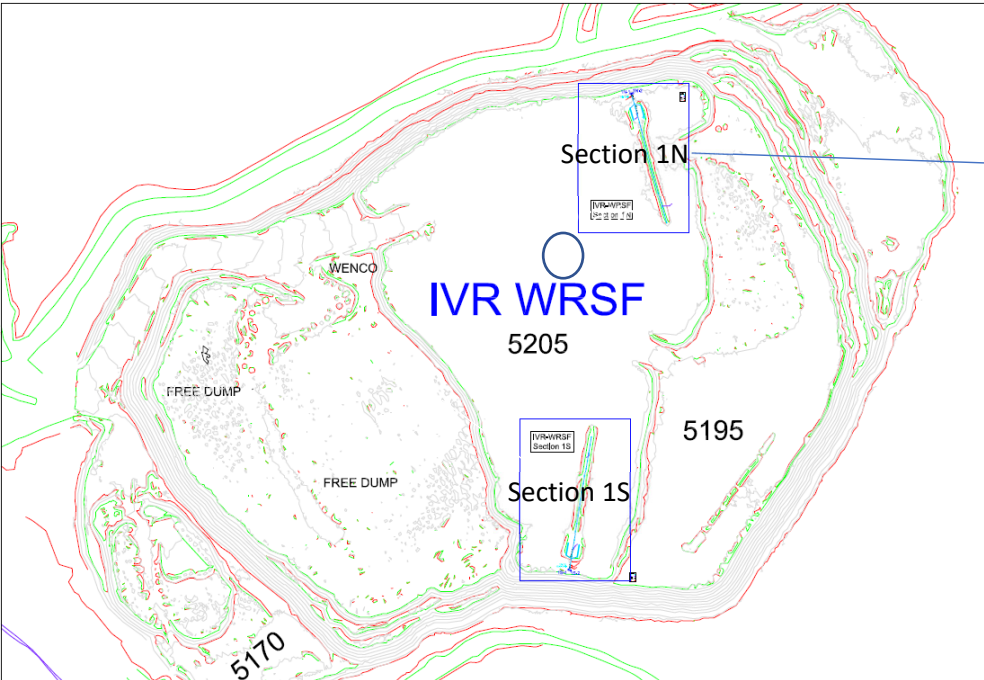 Section 1N
IVR-WRSF
WENCO
IVR WRSF
5205
FREE DUMP
5195
IVR-WRSF
Section 1S
FREE DUMP
Section 1S
5170